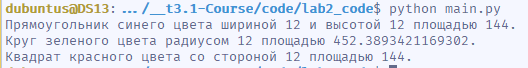 dubuntus@DS13: .../__t3.1-Course/code/lab2_code$ python main.py
Прямоугольник синего цвета шириной 12 и высотой 12 площадью 144.
Круг зеленого цвета радиусом 12 площадью 452.3893421169302.
Квадрат красного цвета со стороной 12 площадью 144.